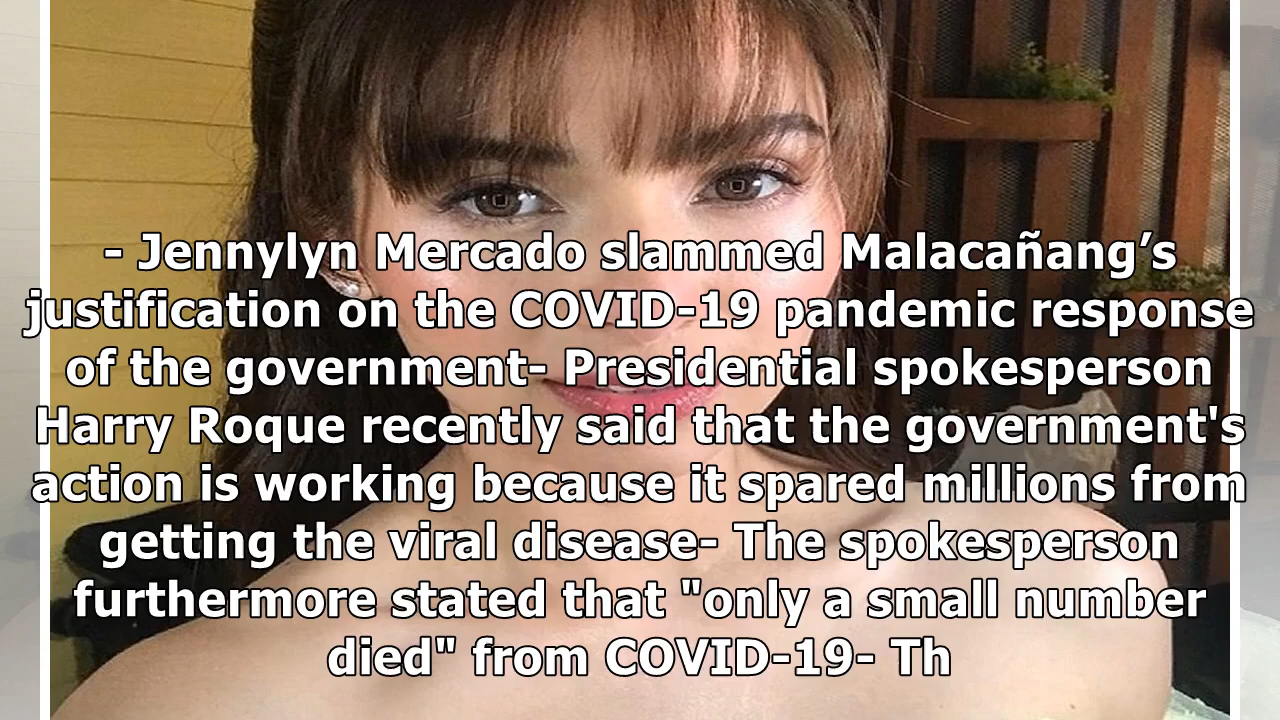 - Jennylyn Mercado slammed Malacañang’s
justification on the COVID-19 pandemic response
of the government- Presidential spokesperson
Harry Roque recently said that the government's
action is working because it spared millions from
getting the viral disease- The spokesperson
furthermore stated that "only a small number
died" from COVID-19- Th